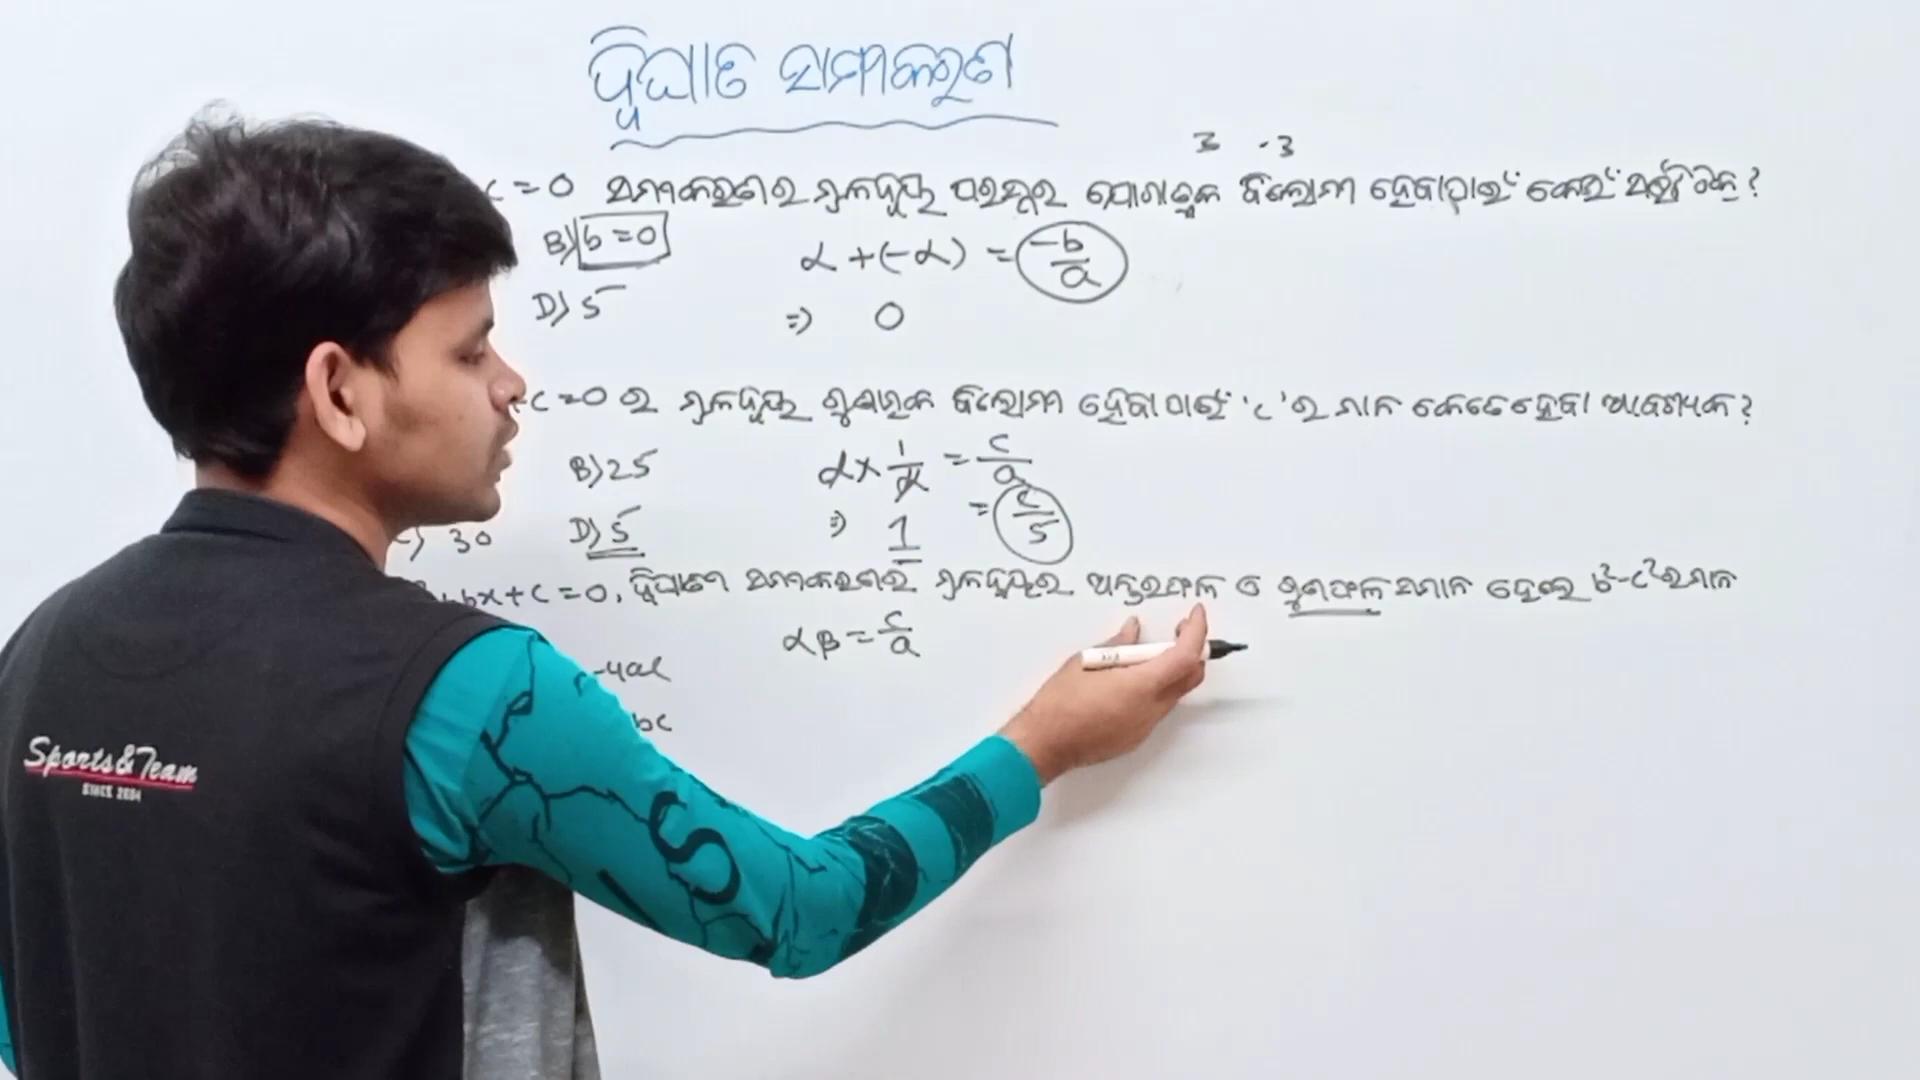 ଦ୍ୱିଘାତ ସମୀକରଣ
3 -3
c = 0 ସମୀକରଣର ମୂଳଦ୍ୱୟ ପରସ୍ପର ଯୋଗାତ୍ମକ ବିଲୋମୀ ହେବାପାଇଁ କେଉଁ ସର୍ତ୍ତଟି ଠିକ୍ ?
B) b = 0
α + (-α) = -b/a
D) 5
⇒ 0
+c = 0 ର ମୂଳଦ୍ୱୟ ଗୁଣାତ୍ମକ ବିଲୋମୀ ହେବା ପାଇଁ 'c' ର ମାନ କେତେ ହେବା ଆବଶ୍ୟକ ?
B) 25
α × 1/α = c/a
C) 30
D) 5
⇒ 1
= c/5
bx + c = 0, ଦ୍ୱିଘାତୀ ସମୀକରଣର ମୂଳଦ୍ୱୟର ଅନ୍ତରଫଳ ଓ ଗୁଣଫଳ ସମାନ ହେଲେ b²-c² ର ମାନ
αβ = c/a
-4ac
bc
Sports&Team
SINCE 2004